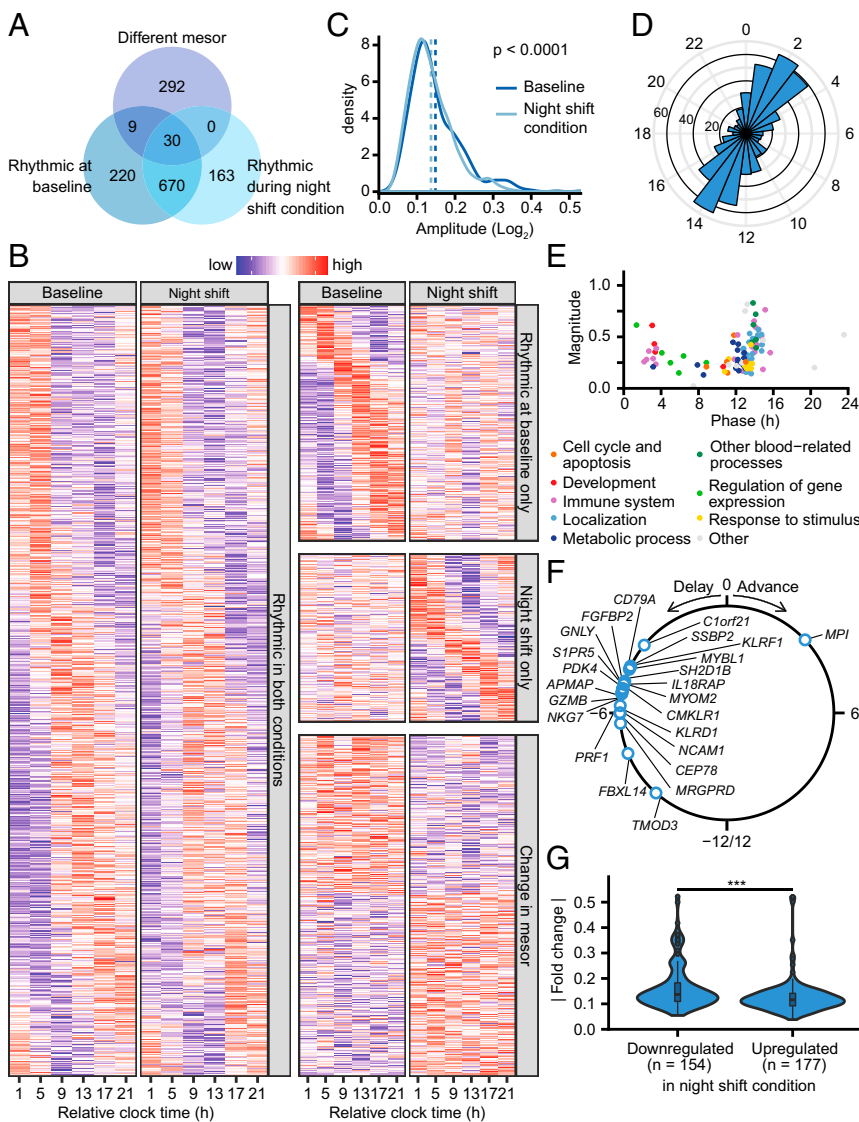 A
Different mesor
292
9
0
30
Rhythmic at
baseline
220
670
163
Rhythmic
during night
shift condition
B
low
high
Baseline
Night shift
Rhythmic in both conditions
Baseline
Night shift
Rhythmic at baseline only
Night shift only
Change in mesor
1 5 9 13 17 21
1 5 9 13 17 21
Relative clock time (h)
1 5 9 13 17 21
1 5 9 13 17 21
Relative clock time (h)
C
p < 0.0001
Baseline
Night shift
condition
density
8
6
4
2
0
0.0 0.1 0.2 0.3 0.4 0.5
Amplitude (Log2)
D
0
2
4
6
8
10
12
14
16
18
20
22
60
40
20
E
Magnitude
1.0
0.5
0.0
0 4 8 12 16 20 24
Phase (h)
Cell cycle and
apoptosis
Development
Immune system
Localization
Metabolic process
Other blood−related
processes
Regulation of gene
expression
Response to stimulus
Other
F
Delay
0
Advance
CD79A
FGFBP2
GNLY
S1PR5
PDK4
APMAP
GZMB
NKG7
−6
PRF1
FBXL14
TMOD3
C1orf21
SSBP2
KLRF1
MYBL1
SH2D1B
IL18RAP
MYOM2
CMKLR1
KLRD1
NCAM1
CEP78
MRGPRD
MPI
6
−12/12
G
***
| Fold change |
0.5
0.4
0.3
0.2
0.1
0.0
Downregulated
(n = 154)
Upregulated
(n = 177)
in night shift condition